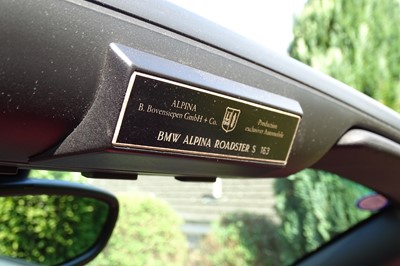 ALPINA
B. Bovensiepen GmbH + Co.
Production
exclusiver Automobile
BMW ALPINA ROADSTER S 163